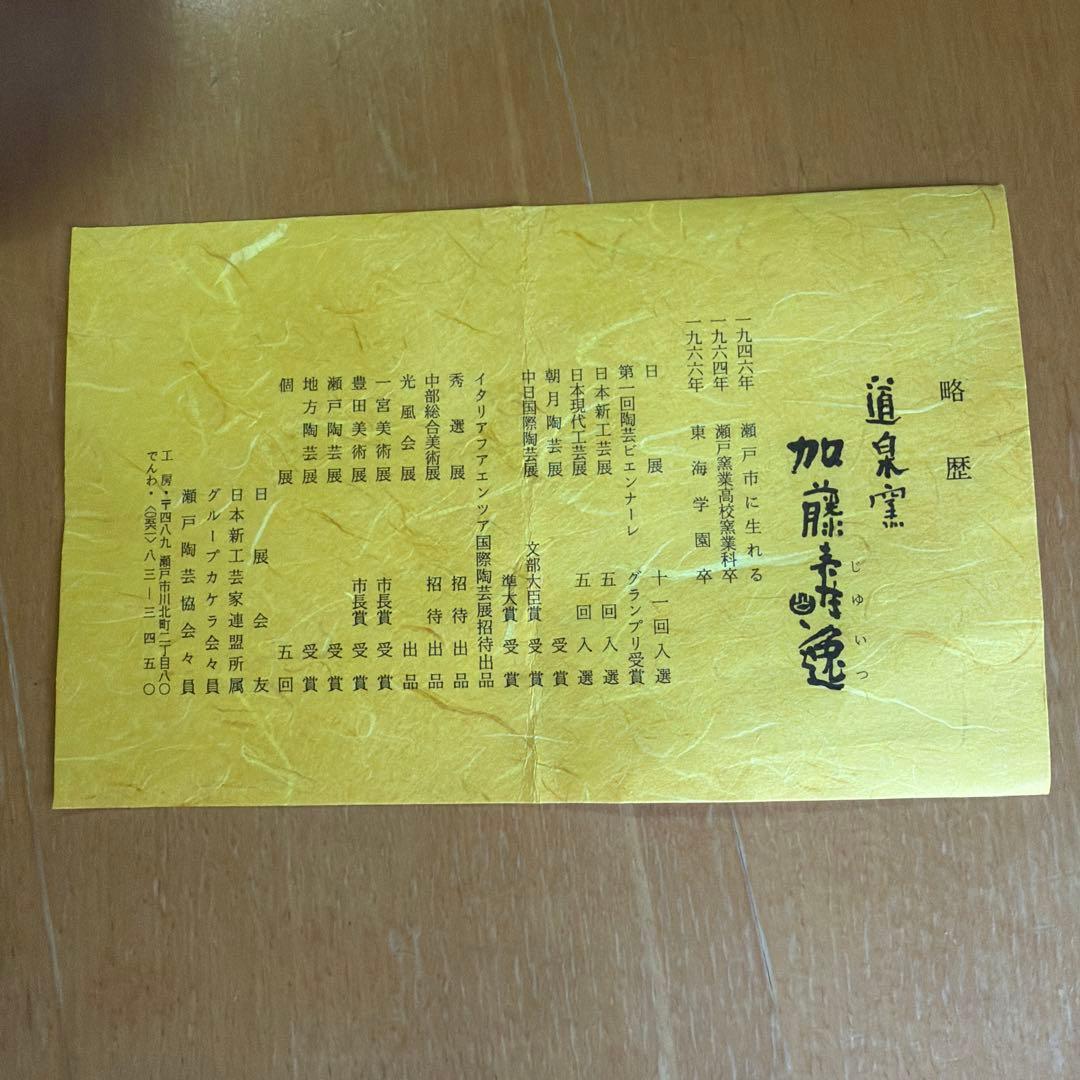 略歴
道泉窯
加藤壽逸
じゅいつ
一九四六年 瀬戸市に生れる
一九六四年 瀬戸窯業高校窯業科卒
一九六六年 東海学園卒
日展 十一回入選
第一回陶芸ビエンナーレ グランプリ受賞
日本新工芸展 五回入選
日本現代工芸展 五回入選
朝月陶芸展 受賞
中日国際陶芸展 文部大臣賞 受賞
準大賞 受賞
イタリアフアエンツア国際陶芸展招待出品
秀選展 招待出品
中部総合美術展 招待出品
光風会展 出品
一宮美術展 市長賞 受賞
豊田美術展 市長賞 受賞
瀬戸陶芸展 受賞
地方陶芸展 受賞
個展 五回
日展会友
日本新工芸家連盟所属
グループカケラ会々員
瀬戸陶芸協会々員
工房・〒四八九 瀬戸市川北町二丁目八〇
でんわ・〈〇五六一〉八三ー三四五〇